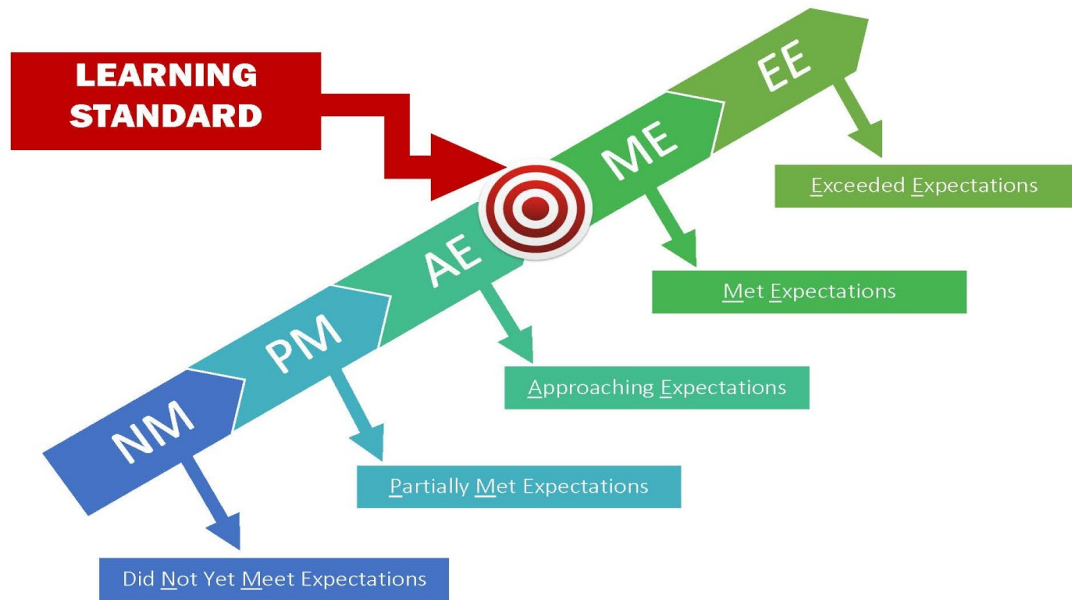 LEARNING
STANDARD
EE
ME
AE
PM
NM
Exceeded Expectations
Met Expectations
Approaching Expectations
Partially Met Expectations
Did Not Yet Meet Expectations